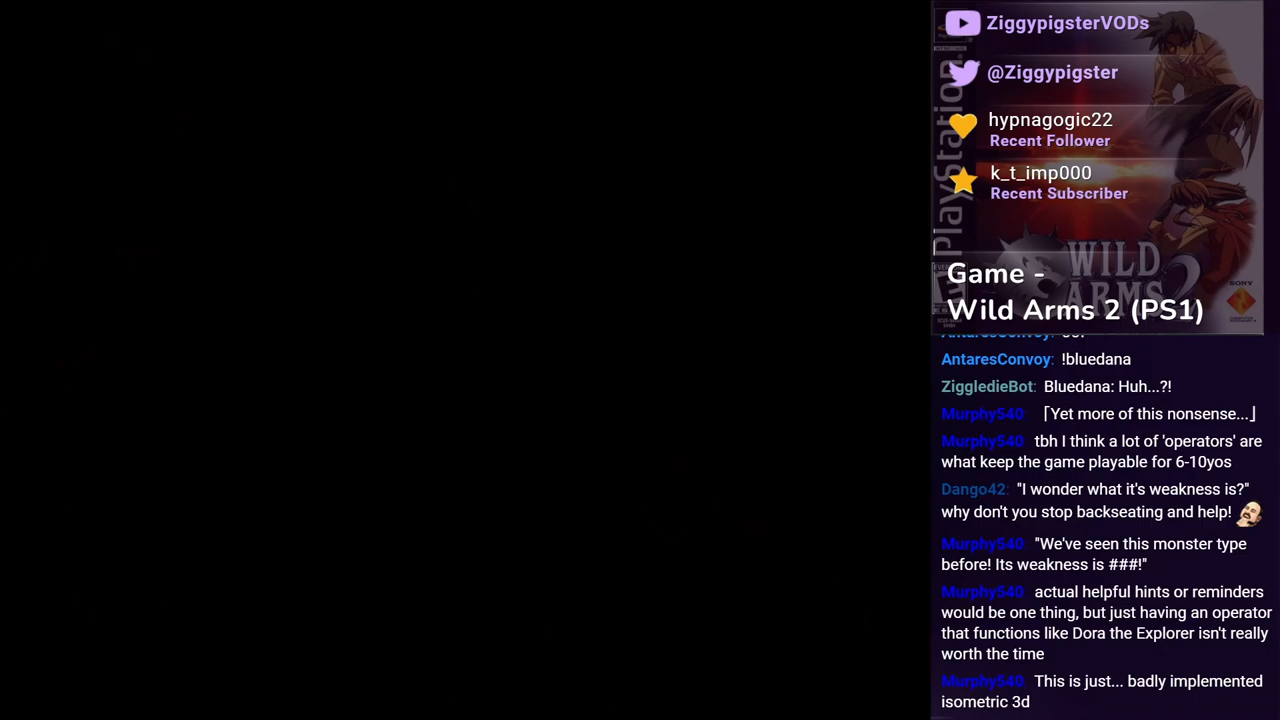 ZiggypigsterVODs
@Ziggypigster
hypnagogic22
Recent Follower
k_t_imp000
Recent Subscriber
PlayStation
WILD
ARMS 2
SONY
Game -
Wild Arms 2 (PS1)
AntaresConvoy: !bluedana
ZiggledieBot: Bluedana: Huh...?!
Murphy540 ⌈Yet more of this nonsense...⌋
Murphy540 tbh I think a lot of 'operators' are
what keep the game playable for 6-10yos
Dango42: "I wonder what it's weakness is?"
why don't you stop backseating and help!
Murphy540 "We've seen this monster type
before! Its weakness is ###!"
Murphy540 actual helpful hints or reminders
would be one thing, but just having an operator
that functions like Dora the Explorer isn't really
worth the time
Murphy540 This is just... badly implemented
isometric 3d